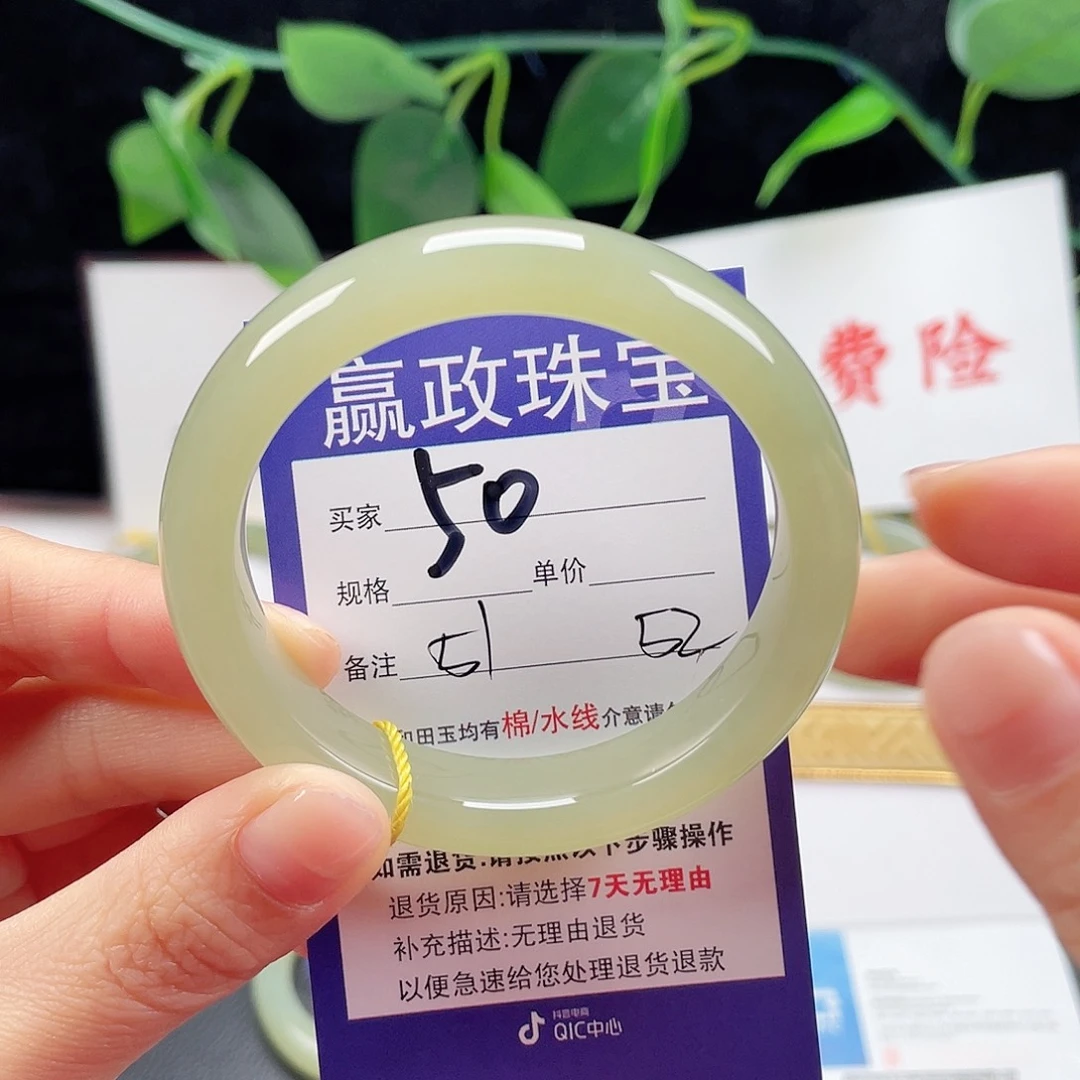 赢政珠宝
费险
买家 50
规格 单价
备注 51 52
和田玉均有棉/水线介意请
如需退货:请按照以下步骤操作
退货原因:请选择7天无理由
补充描述:无理由退货
以便急速给您处理退货退款
抖音电商
QIC中心